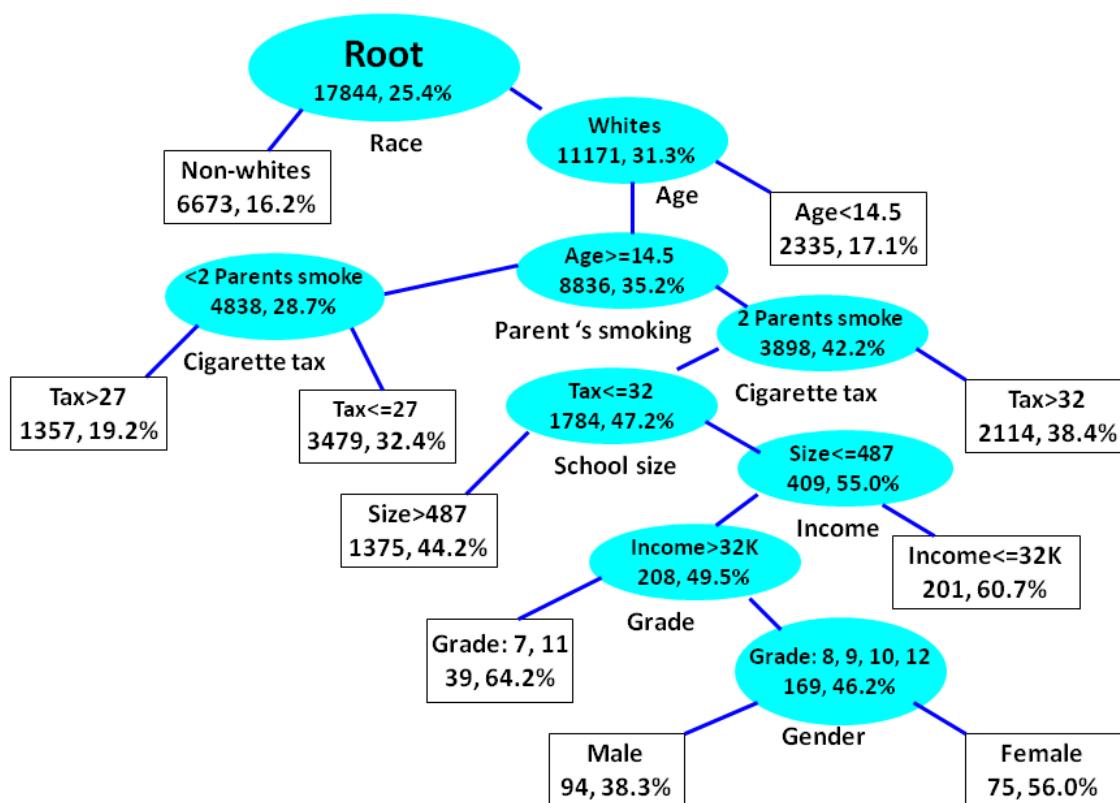 Root
17844, 25.4%
Race
Whites
11171, 31.3%
Age
Non-whites
6673, 16.2%
Age<14.5
2335, 17.1%
Age>=14.5
8836, 35.2%
Parent ‘s smoking
<2 Parents smoke
4838, 28.7%
Cigarette tax
2 Parents smoke
3898, 42.2%
Cigarette tax
Tax>27
1357, 19.2%
Tax<=27
3479, 32.4%
Tax<=32
1784, 47.2%
School size
Tax>32
2114, 38.4%
Size>487
1375, 44.2%
Size<=487
409, 55.0%
Income
Income>32K
208, 49.5%
Grade
Income<=32K
201, 60.7%
Grade: 7, 11
39, 64.2%
Grade: 8, 9, 10, 12
169, 46.2%
Gender
Male
94, 38.3%
Female
75, 56.0%